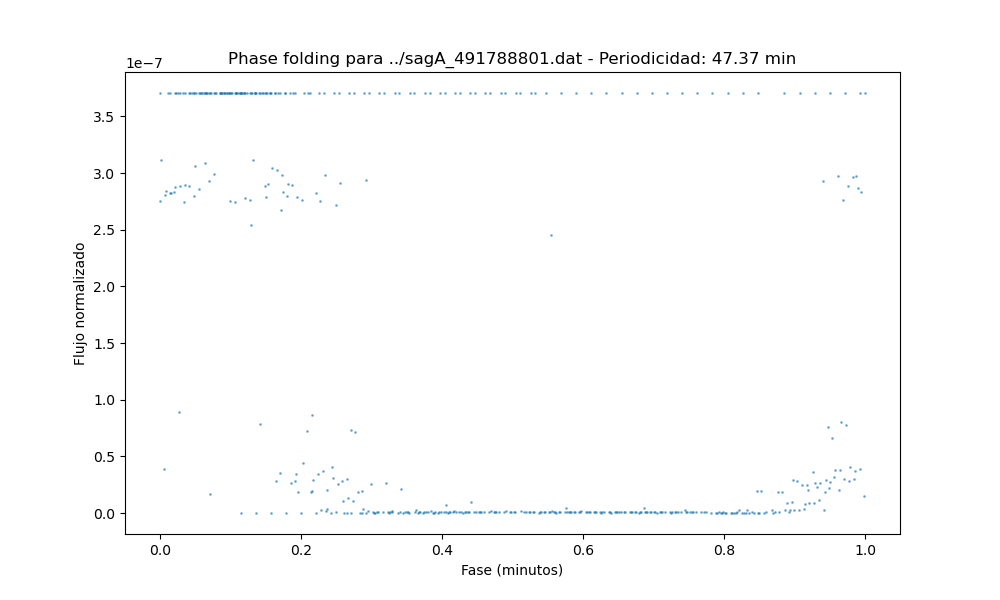 Phase folding para ../sagA_491788801.dat - Periodicidad: 47.37 min
1e−7
3.5
3.0
2.5
2.0
1.5
1.0
0.5
0.0
Flujo normalizado
0.0 0.2 0.4 0.6 0.8 1.0
Fase (minutos)